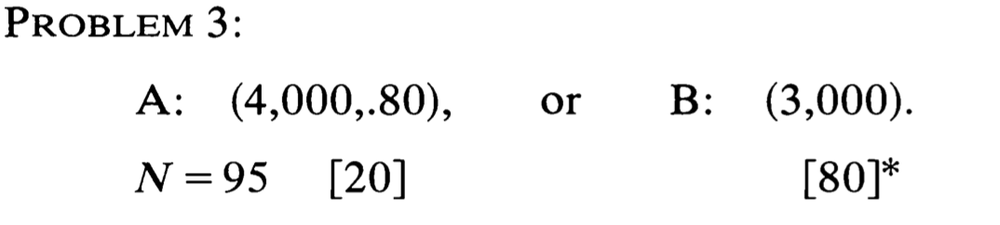 PROBLEM 3:
A: (4,000,.80), or B: (3,000).
N = 95 [20] [80]*